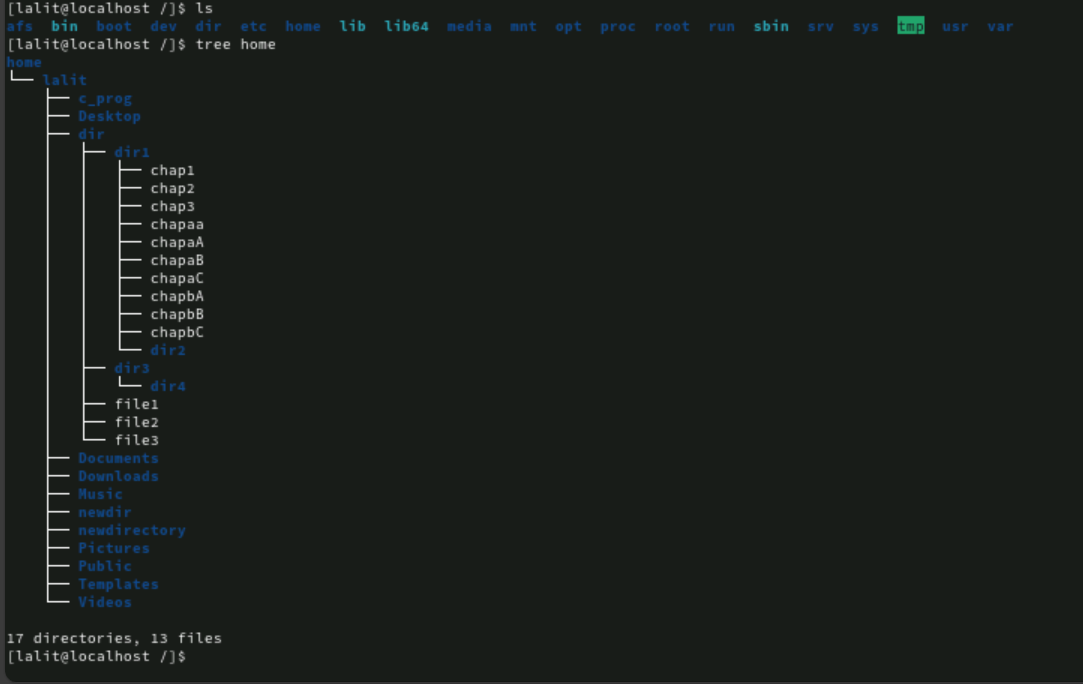 [lalit@localhost /]$ ls
afs bin boot dev dir etc home lib lib64 media mnt opt proc root run sbin srv sys tmp usr var
[lalit@localhost /]$ tree home
home
└── lalit
    ├── c_prog
    ├── Desktop
    ├── dir
    │   ├── dir1
    │   │   ├── chap1
    │   │   ├── chap2
    │   │   ├── chap3
    │   │   ├── chapaa
    │   │   ├── chapaA
    │   │   ├── chapaB
    │   │   ├── chapaC
    │   │   ├── chapbA
    │   │   ├── chapbB
    │   │   ├── chapbC
    │   │   └── dir2
    │   ├── dir3
    │   │   └── dir4
    │   ├── file1
    │   ├── file2
    │   └── file3
    ├── Documents
    ├── Downloads
    ├── Music
    ├── newdir
    ├── newdirectory
    ├── Pictures
    ├── Public
    ├── Templates
    └── Videos
17 directories, 13 files
[lalit@localhost /]$